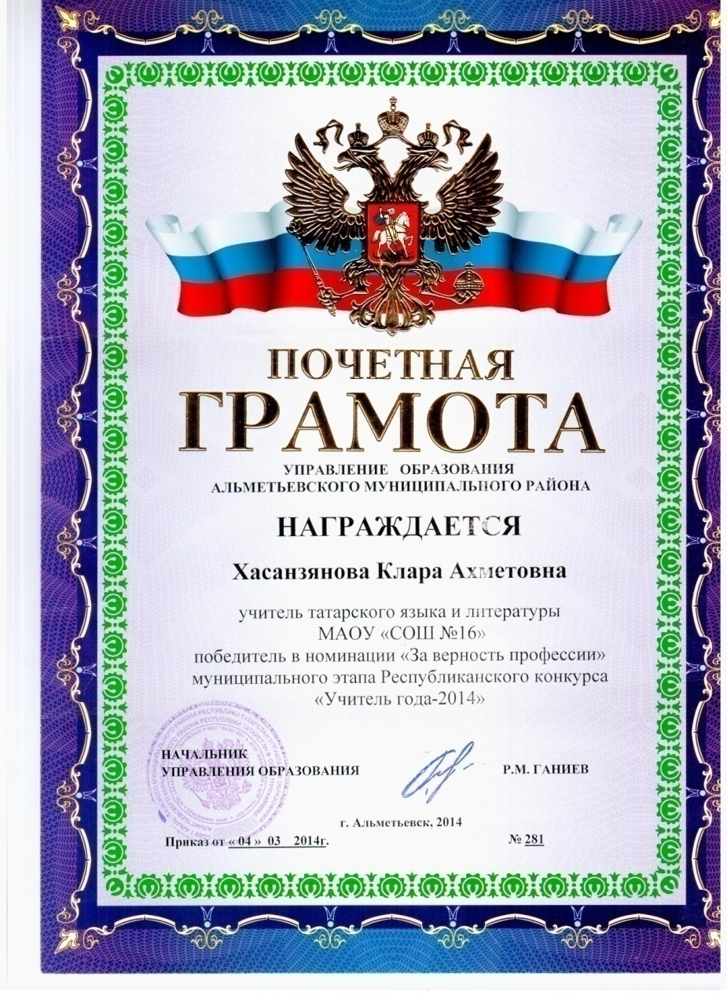 ПОЧЕТНАЯ
ГРАМОТА
УПРАВЛЕНИЕ ОБРАЗОВАНИЯ
АЛЬМЕТЬЕВСКОГО МУНИЦИПАЛЬНОГО РАЙОНА
НАГРАЖДАЕТСЯ
Хасанзянова Клара Ахметовна
учитель татарского языка и литературы
МАОУ «СОШ №16»
победитель в номинации «За верность профессии»
муниципального этапа Республиканского конкурса
«Учитель года-2014»
НАЧАЛЬНИК
УПРАВЛЕНИЯ ОБРАЗОВАНИЯ
Р.М. ГАНИЕВ
г. Альметьевск, 2014
Приказ от « 04 » 03 2014г.
№ 281